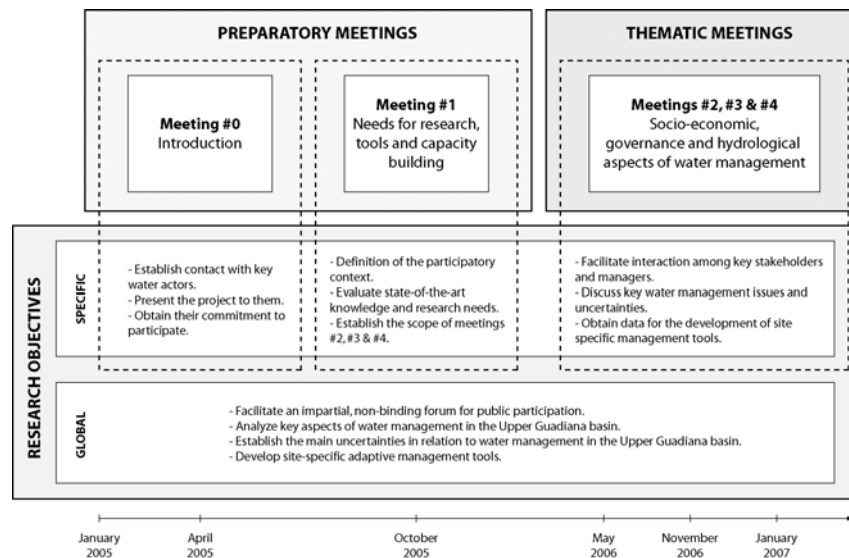 PREPARATORY MEETINGS
THEMATIC MEETINGS
Meeting #0
Introduction
Meeting #1
Needs for research,
tools and capacity
building
Meetings #2, #3 & #4
Socio-economic,
governance and hydrological
aspects of water management
RESEARCH OBJECTIVES
SPECIFIC
- Establish contact with key
water actors.
- Present the project to them.
- Obtain their commitment to
participate.
- Definition of the participatory
context.
- Evaluate state-of-the-art
knowledge and research needs.
- Establish the scope of meetings
#2, #3 & #4.
- Facilitate interaction among key stakeholders
and managers.
- Discuss key water management issues and
uncertainties.
- Obtain data for the development of site
specific management tools.
GLOBAL
- Facilitate an impartial, non-binding forum for public participation.
- Analyze key aspects of water management in the Upper Guadiana basin.
- Establish the main uncertainties in relation to water management in the Upper Guadiana basin.
- Develop site-specific adaptive management tools.
January
2005
April
2005
October
2005
May
2006
November
2006
January
2007